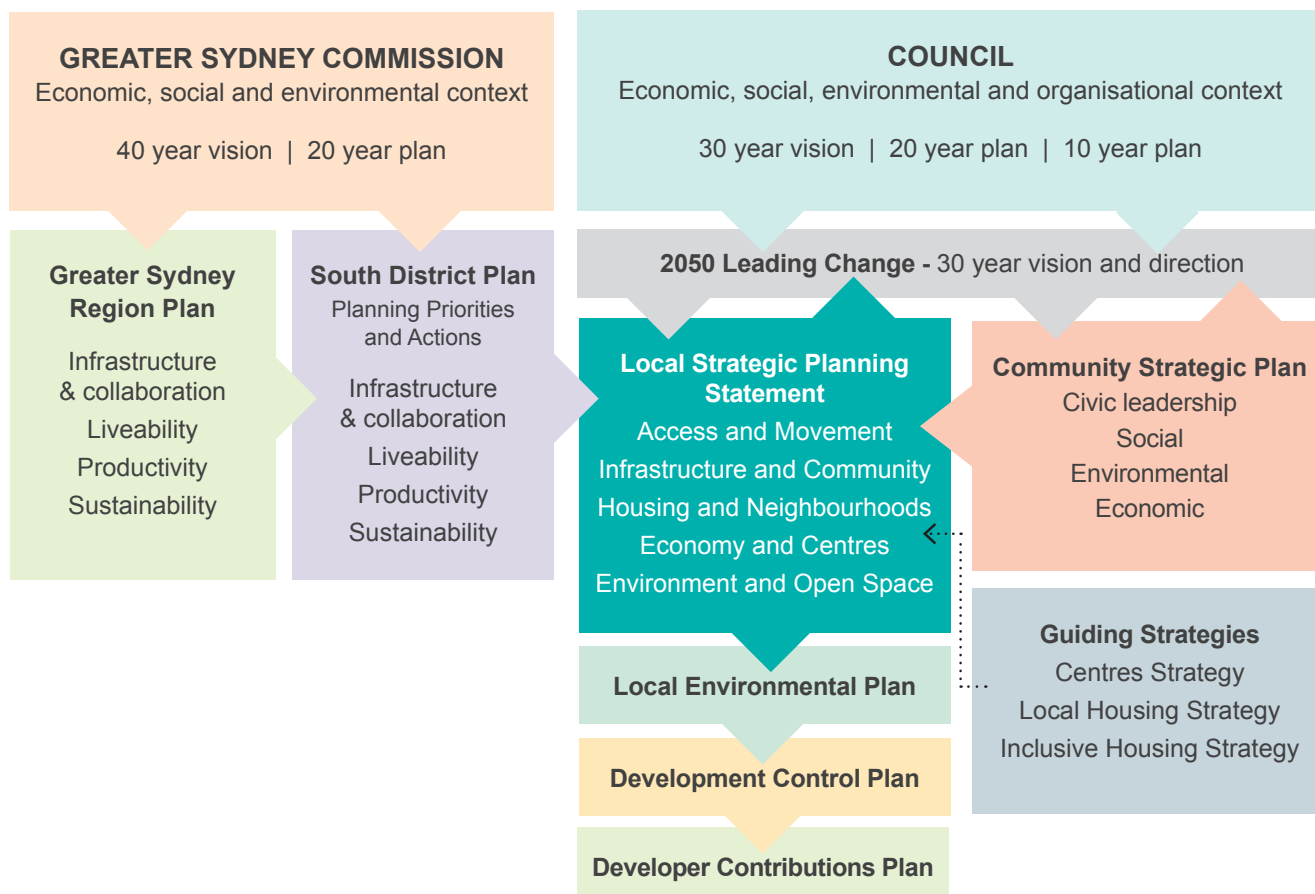 GREATER SYDNEY COMMISSION
Economic, social and environmental context
40 year vision | 20 year plan
COUNCIL
Economic, social, environmental and organisational context
30 year vision | 20 year plan | 10 year plan
2050 Leading Change - 30 year vision and direction
Greater Sydney
Region Plan
Infrastructure
& collaboration
Liveability
Productivity
Sustainability
South District Plan
Planning Priorities
and Actions
Infrastructure
& collaboration
Liveability
Productivity
Sustainability
Local Strategic Planning
Statement
Access and Movement
Infrastructure and Community
Housing and Neighbourhoods
Economy and Centres
Environment and Open Space
Community Strategic Plan
Civic leadership
Social
Environmental
Economic
Guiding Strategies
Centres Strategy
Local Housing Strategy
Inclusive Housing Strategy
Local Environmental Plan
Development Control Plan
Developer Contributions Plan